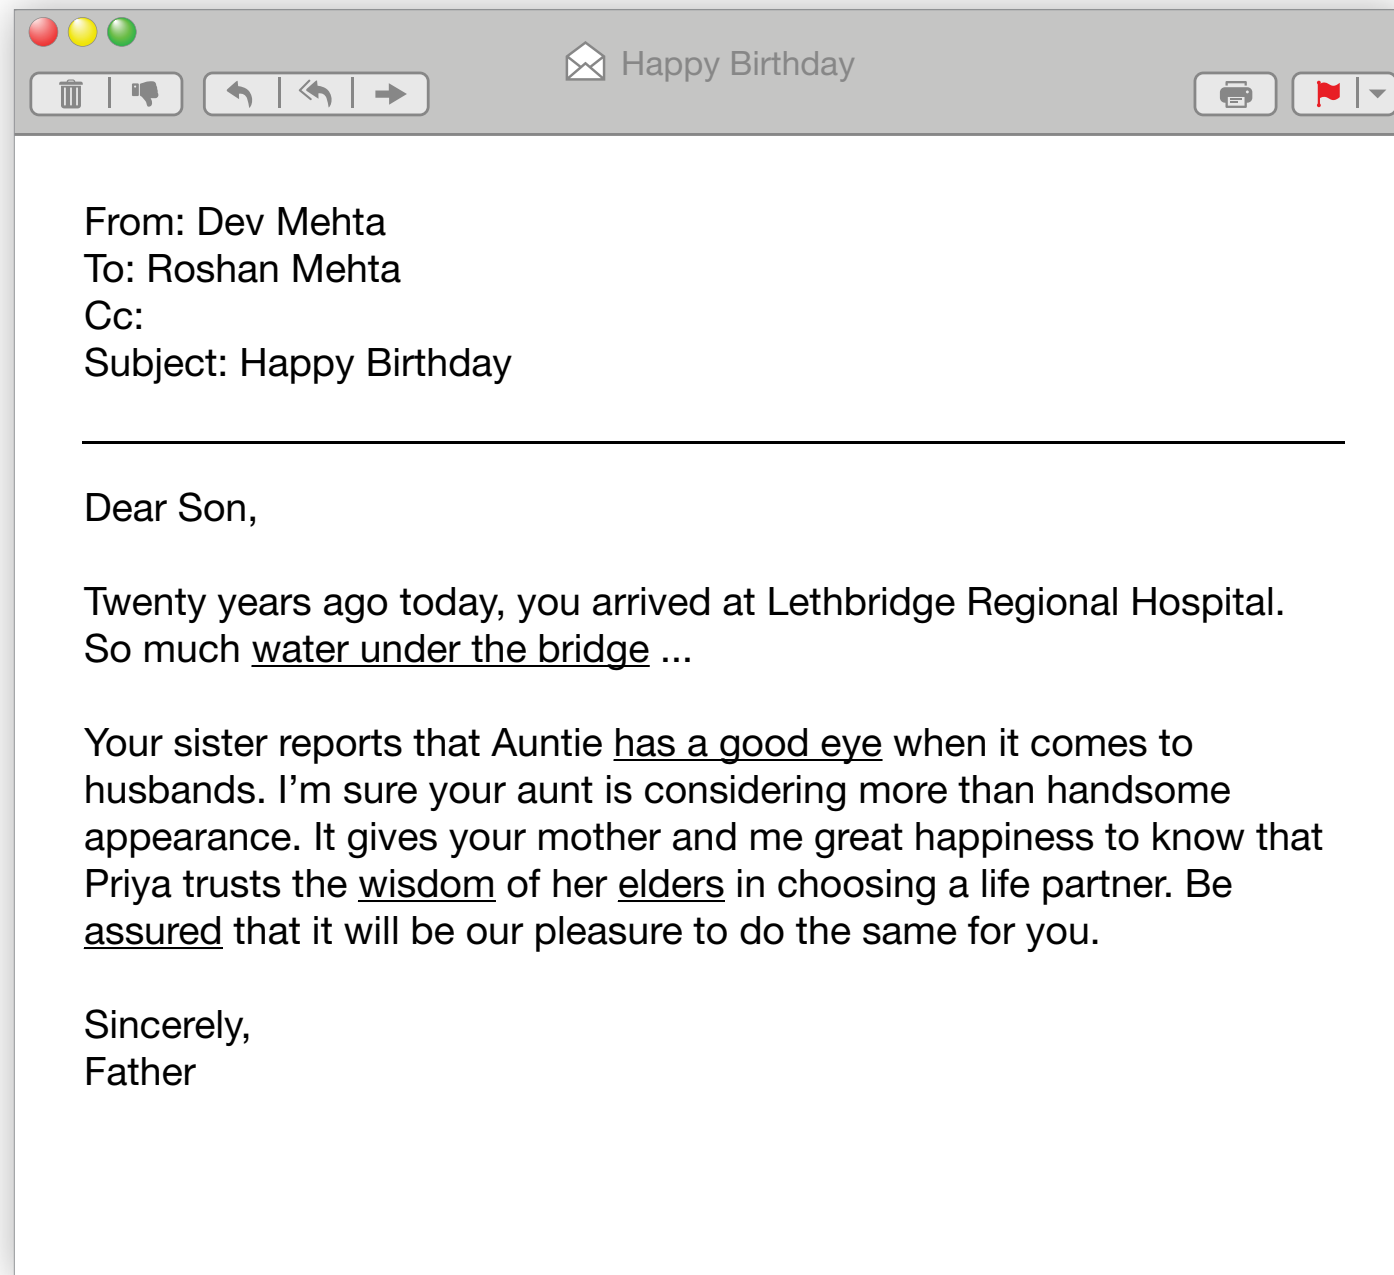 Happy Birthday
From: Dev Mehta
To: Roshan Mehta
Cc:
Subject: Happy Birthday
Dear Son,
Twenty years ago today, you arrived at Lethbridge Regional Hospital.
So much water under the bridge ...
Your sister reports that Auntie has a good eye when it comes to
husbands. I’m sure your aunt is considering more than handsome
appearance. It gives your mother and me great happiness to know that
Priya trusts the wisdom of her elders in choosing a life partner. Be
assured that it will be our pleasure to do the same for you.
Sincerely,
Father